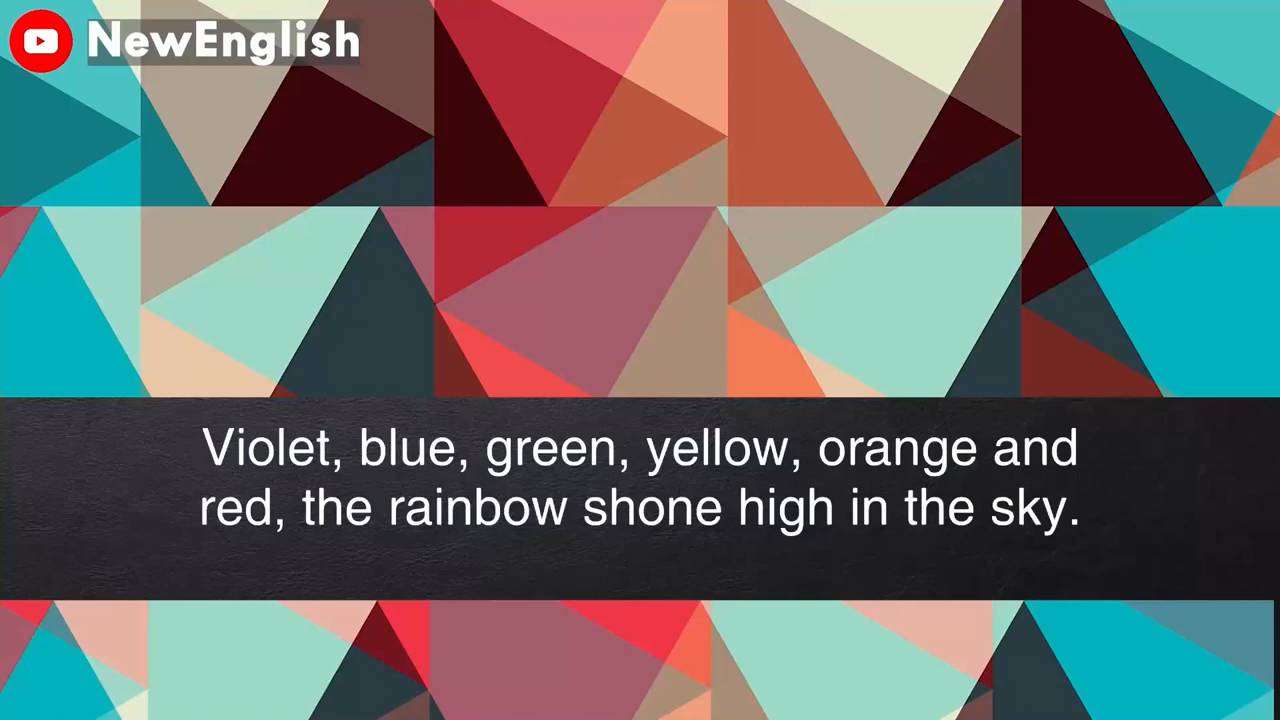 NewEnglish
Violet, blue, green, yellow, orange and
red, the rainbow shone high in the sky.